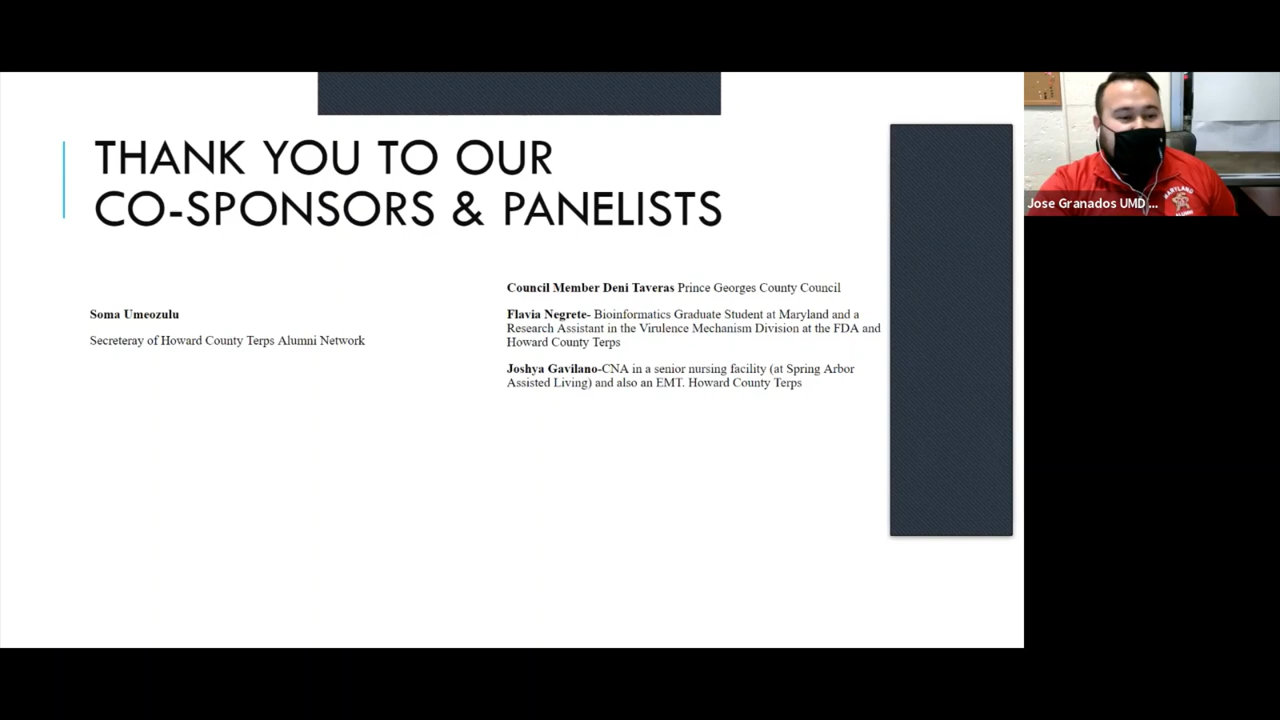 THANK YOU TO OUR
CO-SPONSORS & PANELISTS
Soma Umeozulu
Secreteray of Howard County Terps Alumni Network
Council Member Deni Taveras Prince Georges County Council
Flavia Negrete- Bioinformatics Graduate Student at Maryland and a
Research Assistant in the Virulence Mechanism Division at the FDA and
Howard County Terps
Joshya Gavilano-CNA in a senior nursing facility (at Spring Arbor
Assisted Living) and also an EMT. Howard County Terps
MARYLAND
ALUMNI
Jose Granados UMD ...